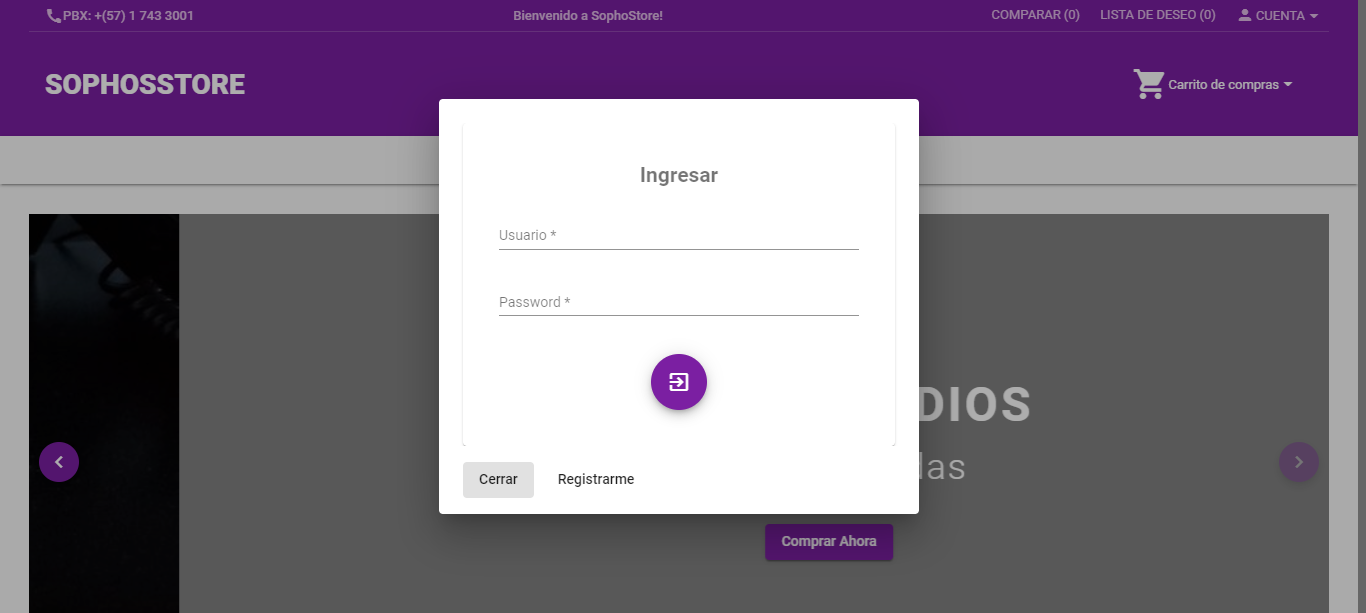 PBX: +(57) 1 743 3001
Bienvenido a SophoStore!
COMPARAR (0)
LISTA DE DESEO (0)
CUENTA
SOPHOSSTORE
Carrito de compras
Ingresar
Usuario *
Password *
DIOS
das
Cerrar
Registrarme
Comprar Ahora